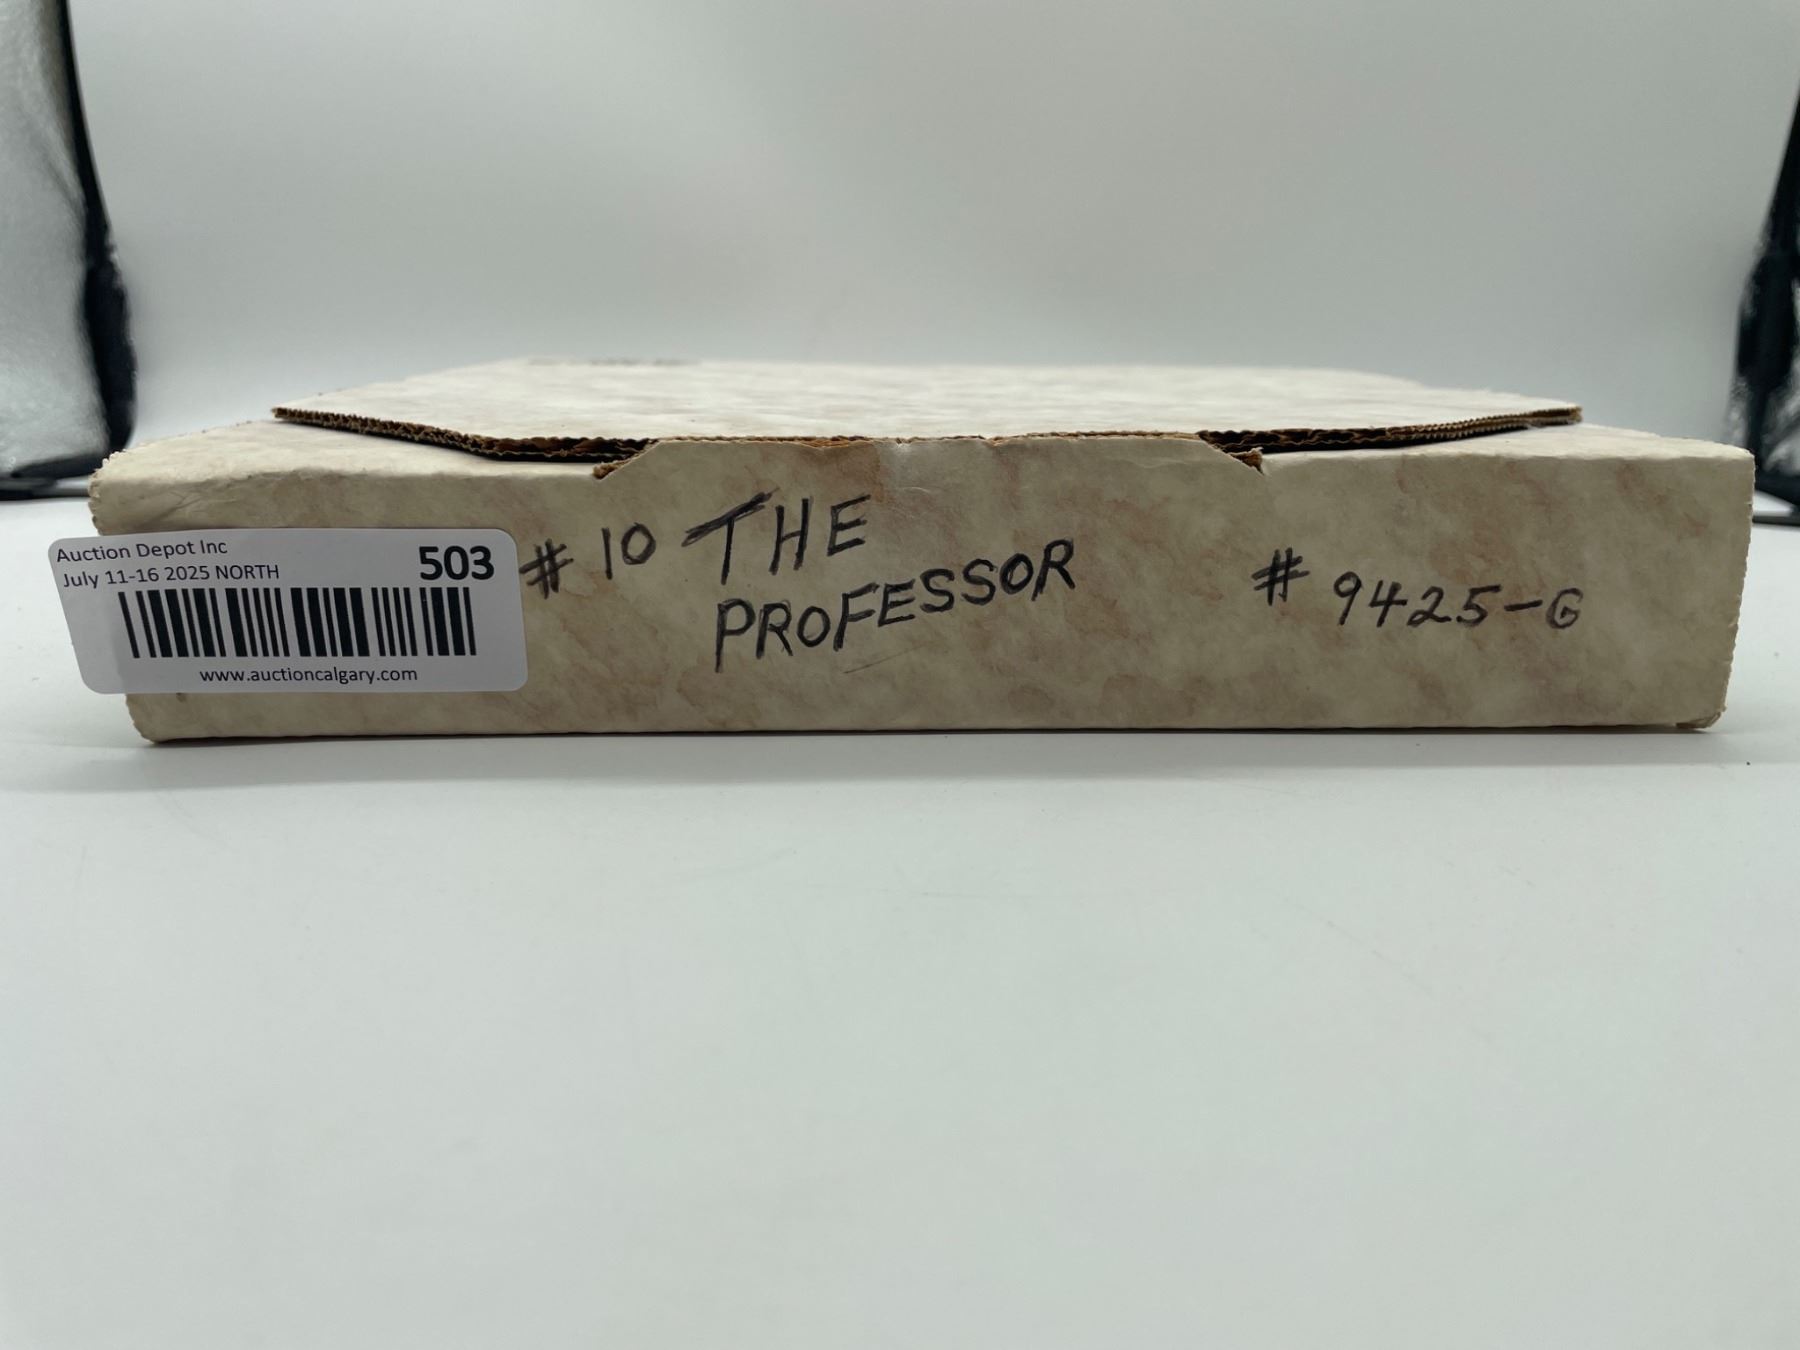 Auction Depot Inc
July 11-16 2025 NORTH
503
www.auctioncalgary.com
# 10 THE
PROFESSOR
# 9425-G